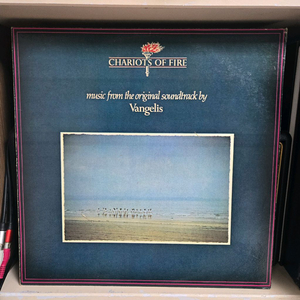 CHARIOTS OF FIRE
music from the original soundtrack by
Vangelis